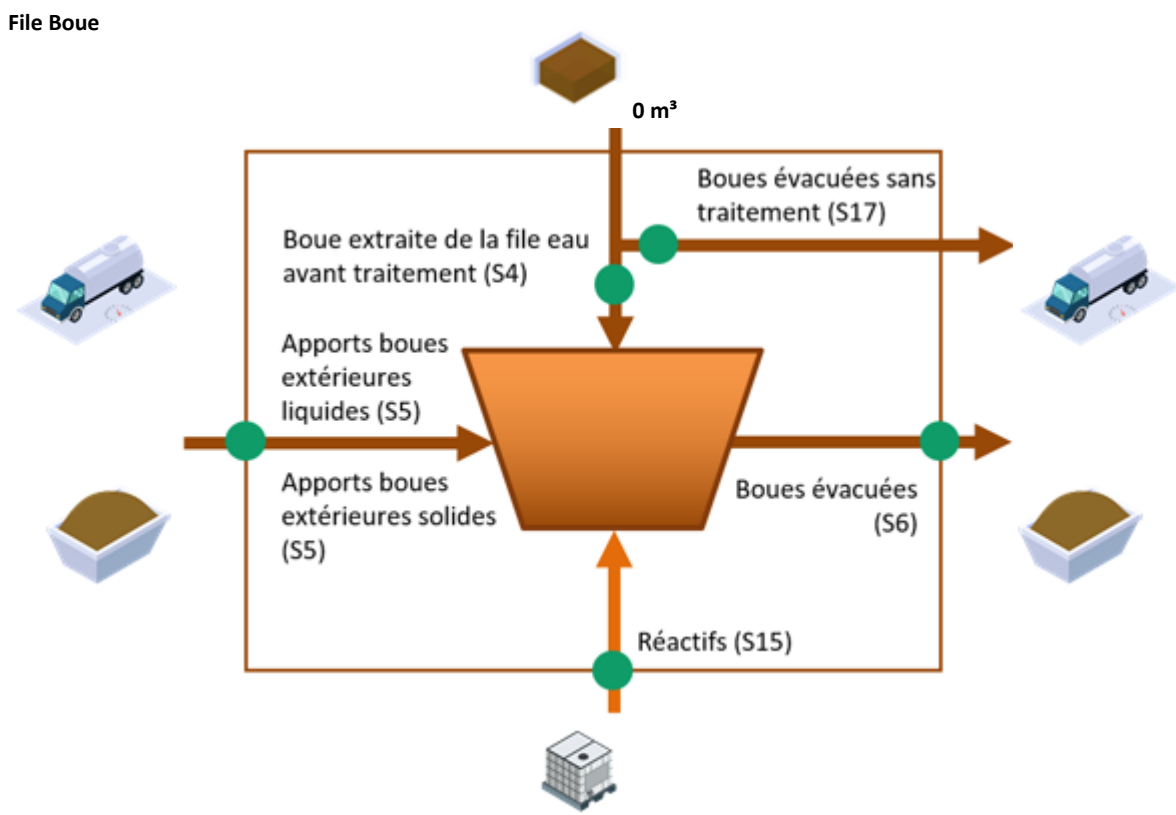 File Boue
0 m³
Boues évacuées sans
traitement (S17)
Boue extraite de la file eau
avant traitement (S4)
Apports boues
extérieures
liquides (S5)
Apports boues
extérieures solides
(S5)
Boues évacuées
(S6)
Réactifs (S15)